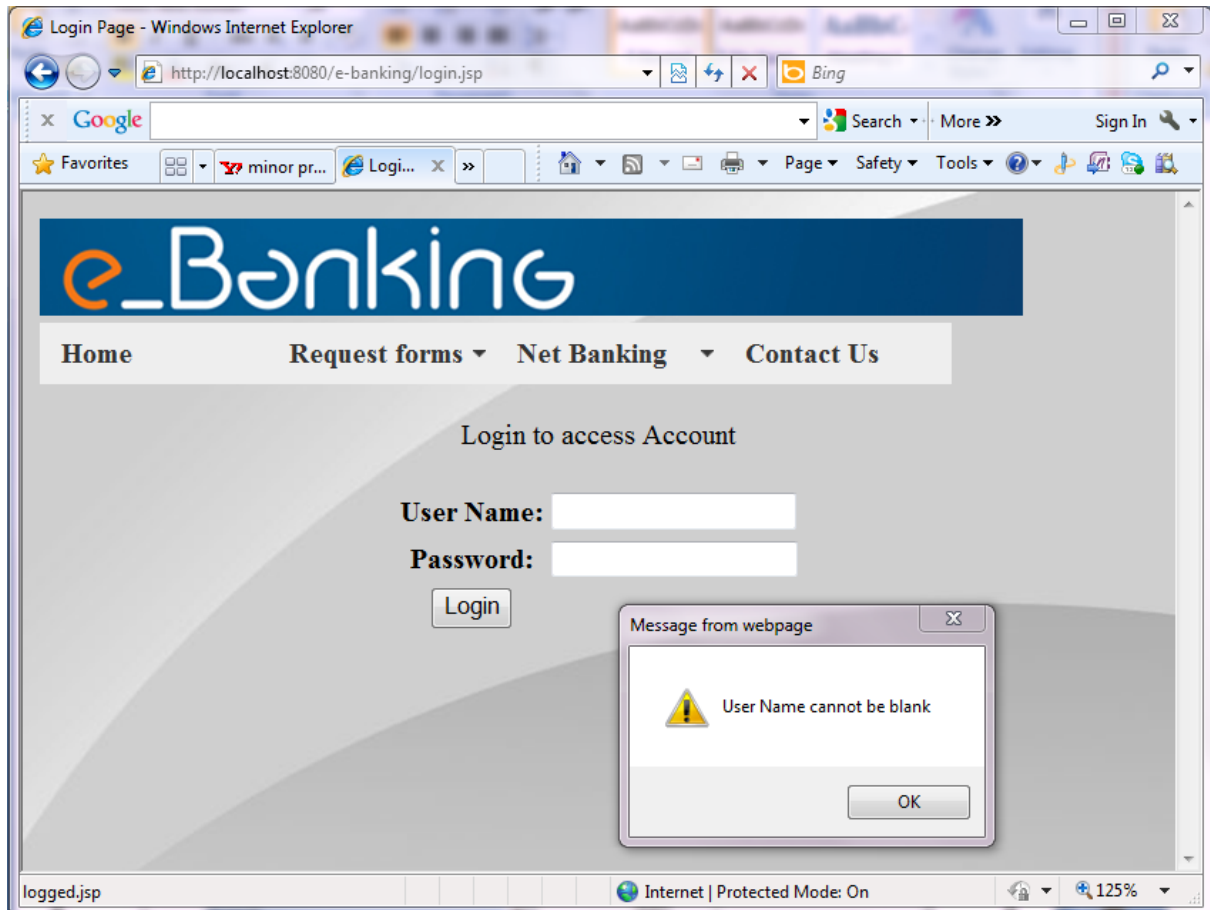 Login Page - Windows Internet Explorer
http://localhost:8080/e-banking/login.jsp
Bing
x Google
Search
More »
Sign In
Favorites
minor pr...
Logi... x
»
Page
Safety
Tools
e_Banking
Home Request forms Net Banking Contact Us
Login to access Account
User Name:
Password:
Login
Message from webpage
User Name cannot be blank
OK
logged.jsp
Internet | Protected Mode: On
125%